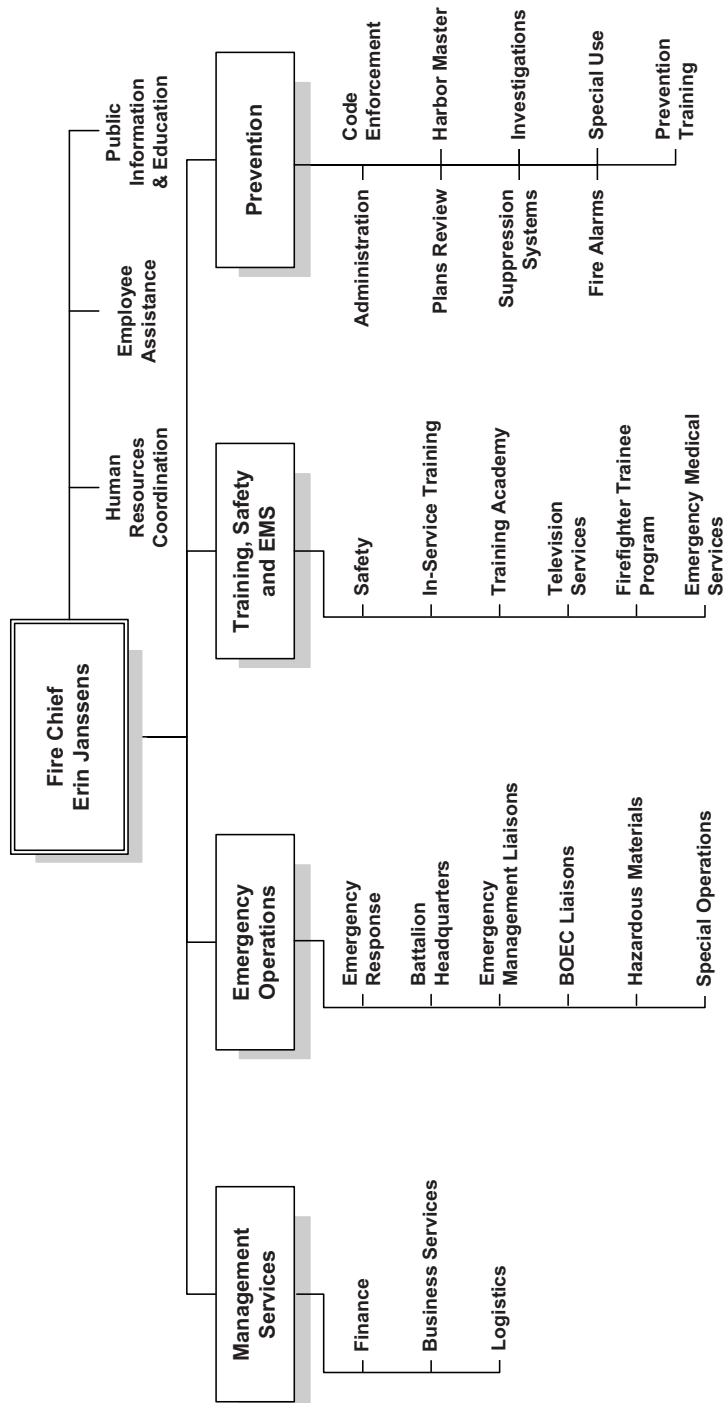 Fire Chief
Erin Janssens
Human
Resources
Coordination
Employee
Assistance
Public
Information
& Education
Management
Services
Finance
Business Services
Logistics
Emergency
Operations
Emergency
Response
Battalion
Headquarters
Emergency
Management Liaisons
BOEC Liaisons
Hazardous Materials
Special Operations
Training, Safety
and EMS
Safety
In-Service Training
Training Academy
Television
Services
Firefighter Trainee
Program
Emergency Medical
Services
Prevention
Administration
Code
Enforcement
Plans Review
Harbor Master
Suppression
Systems
Investigations
Fire Alarms
Special Use
Prevention
Training